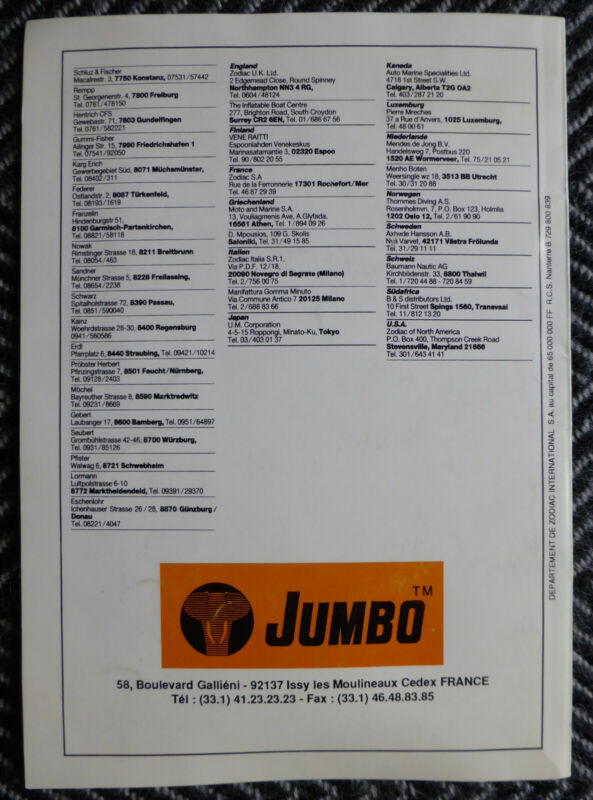 Schluz & Fischer
Macairestr. 3, 7750 Konstanz, 07531/57442
Rempp
St. Georgenerstr. 4, 7800 Freiburg
Tel. 0761/478150
Hentrich CFS
Gewebastr. 71, 7803 Gundelfingen
Tel. 0761/582221
Gummi-Fisher
Ailinger Str. 15, 7990 Friedrichshafen 1
Tel. 07541/92050
Karg Erich
Gewerbegebiet Süd, 8071 Müchsmünster,
Tel. 08402/311
Federer
Ostlandstr. 2, 8087 Türkenfeld,
Tel. 08193/1619
Franzelin
Hindenburgstr 51,
8100 Garmisch-Partenkirchen,
Tel. 08821/58118
Nowak
Rimstinger Strasse 18, 8211 Breitbrunn
Tel. 08054/463
Sandner
Münchner Strasse 5, 8228 Freilassing,
Tel. 08654/2238
Schwarz
Spitalholstrasse 72, 8390 Passau,
Tel. 0851/590040
Kainz
Woehrdstrasse 28-30, 8400 Regensburg
0941/560586
Erdl
Pfarrplatz 6, 8440 Straubing, Tel. 09421/10214
Pröbster Herbert
Pfinzingstrasse 7, 8501 Feucht/Nürnberg,
Tel. 09128/2403
Möchel
Bayreuther Strasse 8, 8590 Marktredwitz
Tel. 09231/8669
Gebert
Laubanger 17, 8600 Bamberg, Tel. 0951/64897
Seubert
Grombühlstrasse 42-46, 8700 Würzburg,
Tel. 0931/85126
Pfister
Walweg 6, 8721 Schwebheim
Lormann
Luitpolstrasse 6-10
8772 Marktheidendeld, Tel. 09391/29370
Eschenlohr
Ichenhauser Strasse 26/28, 8870 Günzburg/
Donau
Tel. 08221/4047
England
Zodiac U.K. Ltd.
2 Edgemead Close, Round Spinney
Northhampton NN3 4 RG,
Tel. 0604/48124
The Inflatable Boat Centre
277, Brighton Road, South Croydon
Surrey CR2 6EN, Tel. 01/686 67 56
Finland
VENE RAITTI
Espoonlahden Venekeskus
Marinasatamantie 3, 02320 Espoo
Tel. 90/802 20 55
France
Zodiac S.A
Rue de la Ferronnerie 17301 Rochefort/Mer
Tel. 46 87 29 39
Griechenland
Moto and Marine S.A.
13, Vouliagmenis Ave, A.Glyfada,
16561 Athen, Tel. 1/894 09 26
D. Mpousios, 109 G. Skolis
Saloniki, Tel. 31/49 15 85
Italien
Zodiac Italia S.R.1.
Via P.D.F. 12/18,
20090 Novegro di Segrate (Milano)
Tel. 2/756 00 75
Manifattura Gomma Minuto
Via Commune Antico 7 20125 Milano
Tel. 2/688 83 66
Japan
U.M. Corporation
4-5-15 Roppongi, Minato-Ku, Tokyo
Tel. 03/403 01 37
Kanada
Auto Marine Specialities Ltd.
4718 1st Street S.W.
Calgary, Alberta T2G OA2
Tel. 403/287 21 20
Luxemburg
Pierre Mreches
37 a Rue d'Anvers, 1025 Luxemburg,
Tel. 48 00 61
Niederlande
Mendes de Jong B.V.
Handelsweg 7, Postbus 220
1520 AE Wormerveer, Tel. 75/21 05 21
Menho Boten
Weersingle wz 18, 3513 BB Utrecht
Tel. 30/31 20 88
Norwegen
Thommes Diving A.S.
Rosenholmvn. 7, P.O. Box 123, Holmlia
1202 Oslo 12, Tel. 2/61 90 90
Schweden
Axhwde Hansson A.B.
Nya Varvet, 42171 Västra Frölunda
Tel. 31/29 11 11
Schweiz
Baumann Nautic AG
Kirchbödenstr. 33, 8800 Thalwil
Tel. 1/720 44 88 - 720 84 59
Südafrica
B & S distributors Ltd.
10 First Street Spings 1560, Transvaal
Tel. 11/812 13 20
U.S.A.
Zodiac of North America
P.O. Box 400, Thompson Creek Road
Stevensville, Maryland 21666
Tel. 301/643 41 41
DEPARTEMENT DE ZODIAC INTERNATIONAL S.A. au capital de 65 000 000 FF R.C.S. Nanterre B 729 800 839
JUMBO TM
58, Boulevard Galliéni - 92137 Issy les Moulineaux Cedex FRANCE
Tél : (33.1) 41.23.23.23 - Fax : (33.1) 46.48.83.85